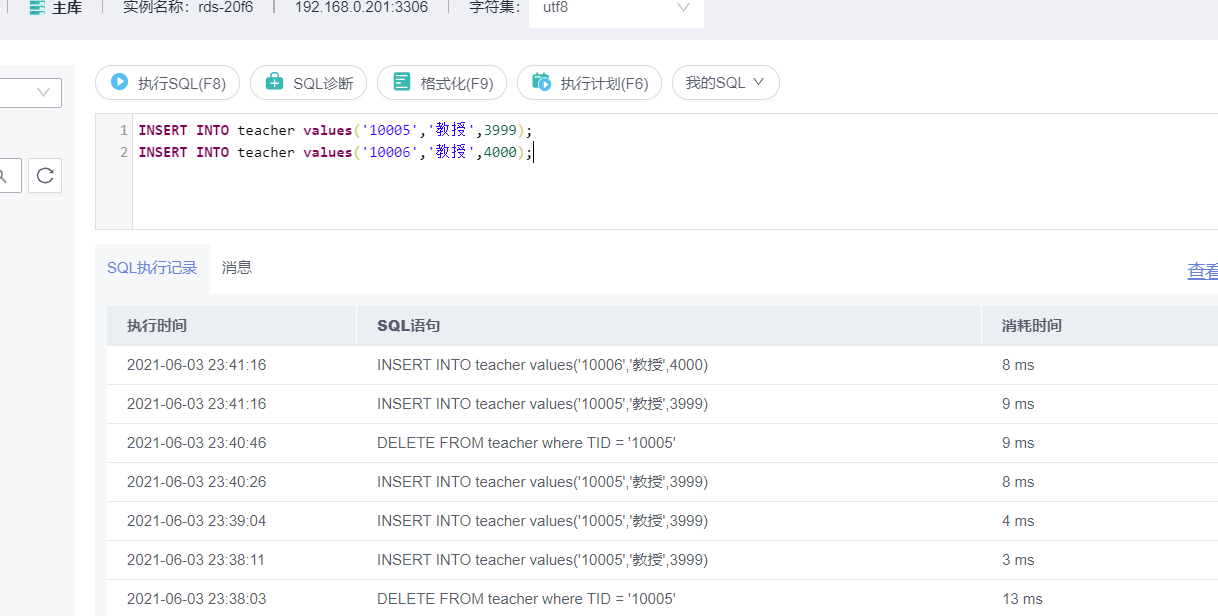 主库 实例名称：rds-20f6 192.168.0.201:3306 字符集： utf8
执行SQL(F8) SQL诊断 格式化(F9) 执行计划(F6) 我的SQL
1 INSERT INTO teacher values('10005','教授',3999);
2 INSERT INTO teacher values('10006','教授',4000);
SQL执行记录 消息 查看
执行时间 SQL语句 消耗时间
2021-06-03 23:41:16 INSERT INTO teacher values('10006','教授',4000) 8 ms
2021-06-03 23:41:16 INSERT INTO teacher values('10005','教授',3999) 9 ms
2021-06-03 23:40:46 DELETE FROM teacher where TID = '10005' 9 ms
2021-06-03 23:40:26 INSERT INTO teacher values('10005','教授',3999) 8 ms
2021-06-03 23:39:04 INSERT INTO teacher values('10005','教授',3999) 4 ms
2021-06-03 23:38:11 INSERT INTO teacher values('10005','教授',3999) 3 ms
2021-06-03 23:38:03 DELETE FROM teacher where TID = '10005' 13 ms